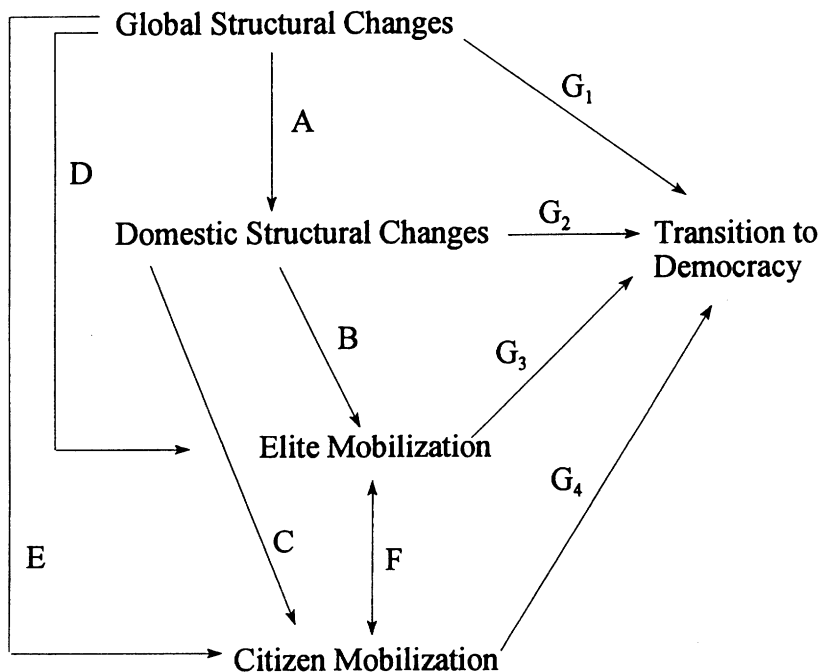 Global Structural Changes
G₁
A
D
Domestic Structural Changes
G₂
Transition to
Democracy
B
G₃
Elite Mobilization
G₄
C
F
E
Citizen Mobilization